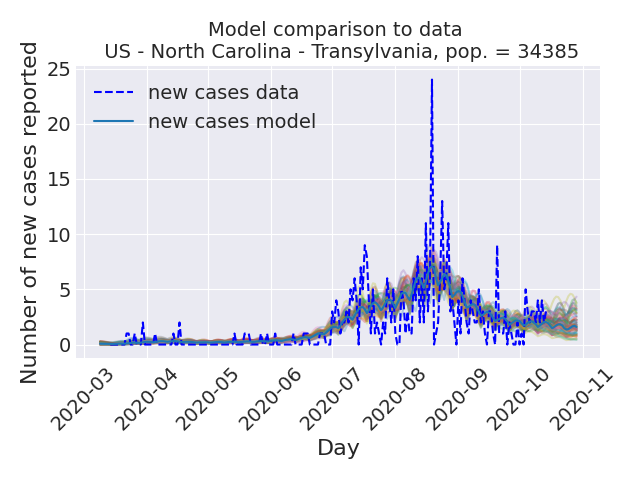 Model comparison to data
US - North Carolina - Transylvania, pop. = 34385
Number of new cases reported
25
20
15
10
5
0
new cases data
new cases model
2020-03
2020-04
2020-05
2020-06
2020-07
2020-08
2020-09
2020-10
2020-11
Day